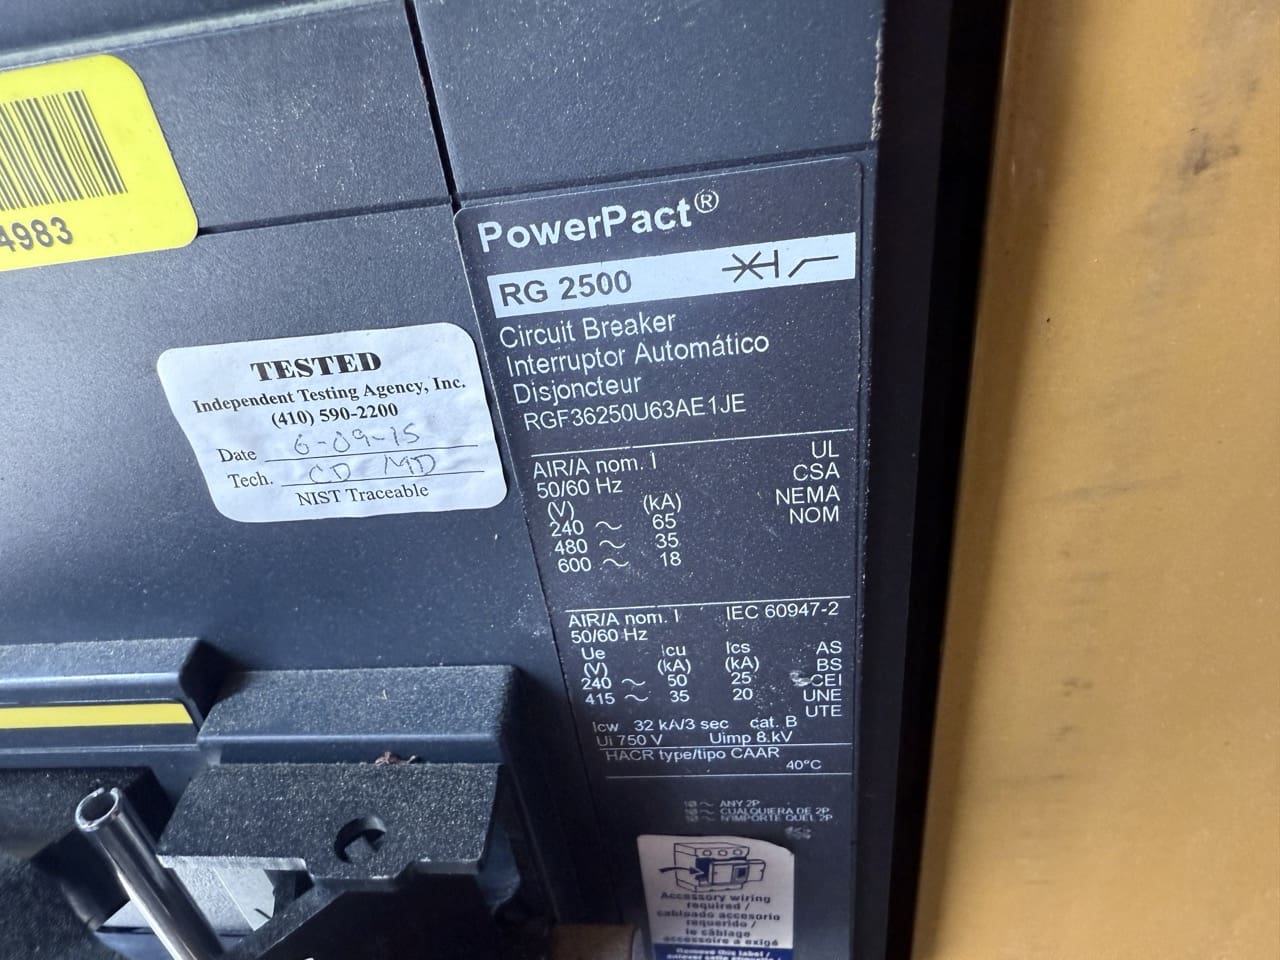 4983
TESTED
Independent Testing Agency, Inc.
(410) 590-2200
Date 6-09-15
Tech. CD MD
NIST Traceable
PowerPact®
RG 2500
Circuit Breaker
Interruptor Automático
Disjoncteur
RGF36250U63AE1JE
AIR/A nom. I
50/60 Hz
(V) (kA)
240 ~ 65
480 ~ 35
600 ~ 18
UL
CSA
NEMA
NOM
AIR/A nom. I IEC 60947-2
50/60 Hz
Ue Icu Ics AS
(V) (kA) (kA) BS
240 ~ 50 25 CEI
415 ~ 35 20 UNE
UTE
Icw 32 kA/3 sec cat. B
Ui 750 V Uimp 8.kV
HACR type/tipo CAAR
40°C
~ ANY 2P
~ CUALQUIERA DE 2P
~ N'IMPORTE QUEL 2P
Accessory wiring
required /
cableado accesorio
requerido /
le câblage
accessoire a exigé
Remove this label /